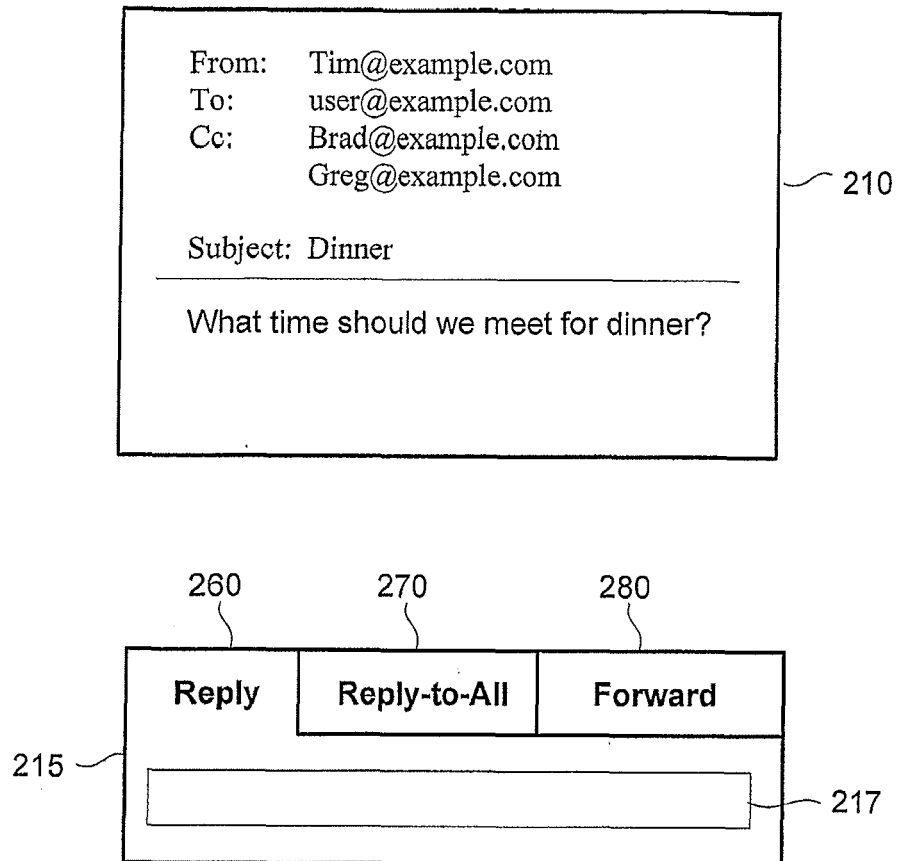 From: Tim@example.com
To: user@example.com
Cc: Brad@example.com
Greg@example.com
210
Subject: Dinner
What time should we meet for dinner?
260 270 280
Reply Reply-to-All Forward
215
217